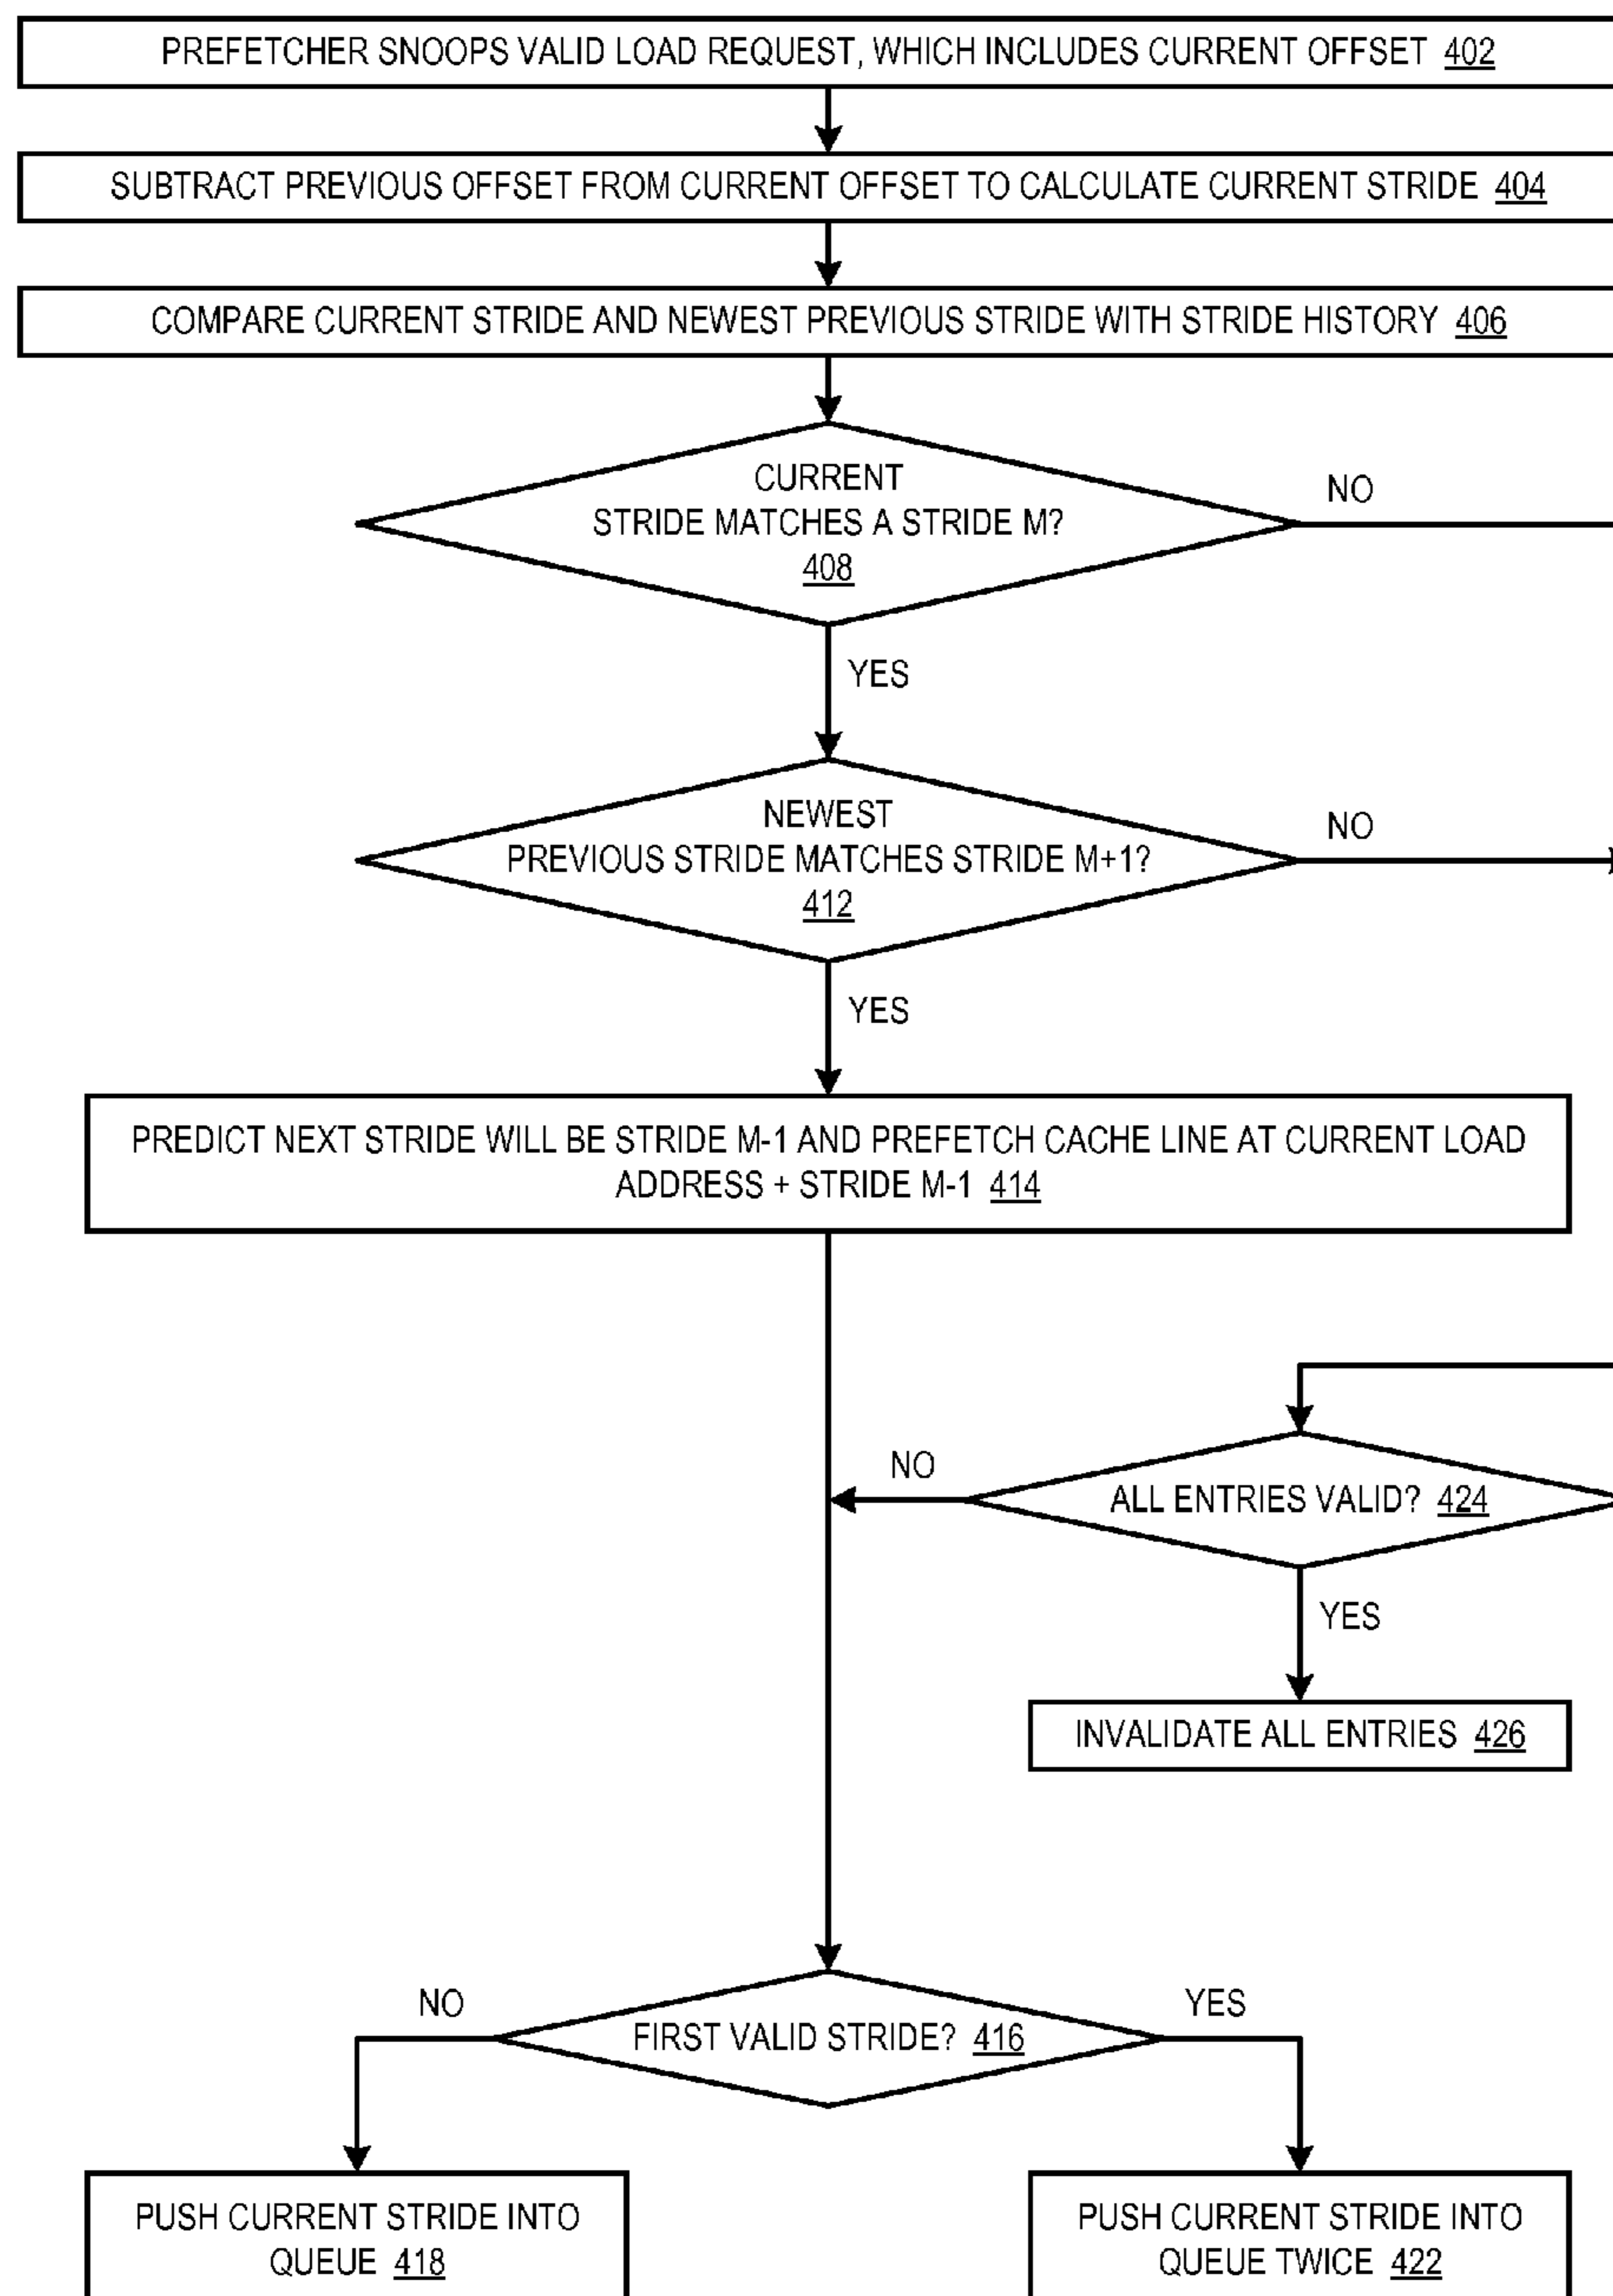 PREFETCHER SNOOPS VALID LOAD REQUEST, WHICH INCLUDES CURRENT OFFSET 402
SUBTRACT PREVIOUS OFFSET FROM CURRENT OFFSET TO CALCULATE CURRENT STRIDE 404
COMPARE CURRENT STRIDE AND NEWEST PREVIOUS STRIDE WITH STRIDE HISTORY 406
CURRENT
STRIDE MATCHES A STRIDE M?
408
NO
YES
NEWEST
PREVIOUS STRIDE MATCHES STRIDE M+1?
412
NO
YES
PREDICT NEXT STRIDE WILL BE STRIDE M-1 AND PREFETCH CACHE LINE AT CURRENT LOAD
ADDRESS + STRIDE M-1 414
NO
ALL ENTRIES VALID? 424
YES
INVALIDATE ALL ENTRIES 426
NO
FIRST VALID STRIDE? 416
YES
PUSH CURRENT STRIDE INTO
QUEUE 418
PUSH CURRENT STRIDE INTO
QUEUE TWICE 422